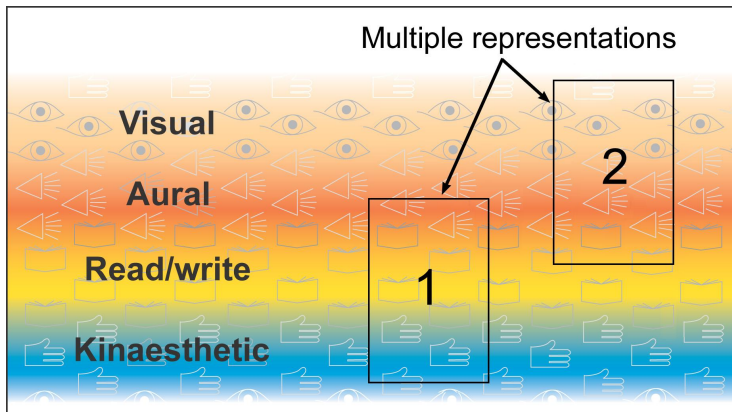 Multiple representations
Visual
2
Aural
Read/write
1
Kinaesthetic